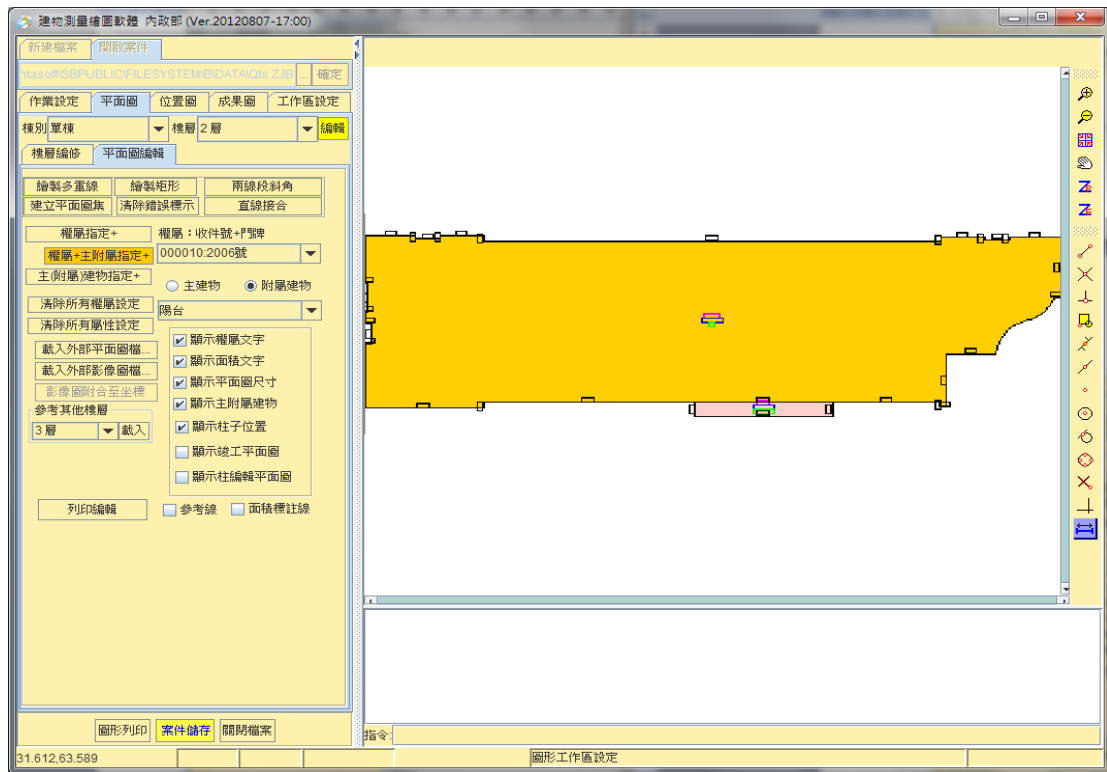 建物測量繪圖軟體 內政部 (Ver.20120807-17:00)
新建檔案 開啟案件
ntasoft\SBPUBLIC\FILESYSTEM\B\DATA\Qts.ZJB ... 確定
作業設定 平面圖 位置圖 成果圖 工作區設定
棟別 單棟 樓層 2 層 編輯
樓層編修 平面圖編輯
繪製多重線 繪製矩形 兩線段斜角
建立平面圖集 清除錯誤標示 直線接合
權屬指定+ 權屬：收件號+門牌
權屬+主附屬指定+ 000010:2006號
主(附屬)建物指定+ 主建物 附屬建物
清除所有權屬設定 陽台
清除所有屬性設定 顯示權屬文字
載入外部平面圖檔... 顯示面積文字
載入外部影像圖檔... 顯示平面圖尺寸
影像圖附合至坐標 顯示主附屬建物
參考其他樓層
3 層 載入 顯示柱子位置
顯示竣工平面圖
顯示柱編輯平面圖
列印編輯 參考線 面積標註線
圖形列印 案件儲存 關閉檔案
指令:
31.612,63.589 圖形工作區設定